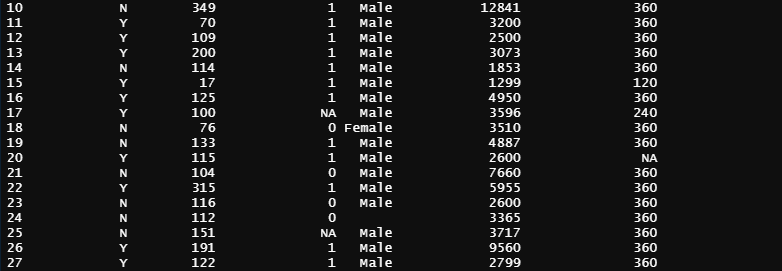 10 N 349 1 Male 12841 360
11 Y 70 1 Male 3200 360
12 Y 109 1 Male 2500 360
13 Y 200 1 Male 3073 360
14 N 114 1 Male 1853 360
15 Y 17 1 Male 1299 120
16 Y 125 1 Male 4950 360
17 Y 100 NA Male 3596 240
18 N 76 0 Female 3510 360
19 N 133 1 Male 4887 360
20 Y 115 1 Male 2600 NA
21 N 104 0 Male 7660 360
22 Y 315 1 Male 5955 360
23 N 116 0 Male 2600 360
24 N 112 0 3365 360
25 N 151 NA Male 3717 360
26 Y 191 1 Male 9560 360
27 Y 122 1 Male 2799 360